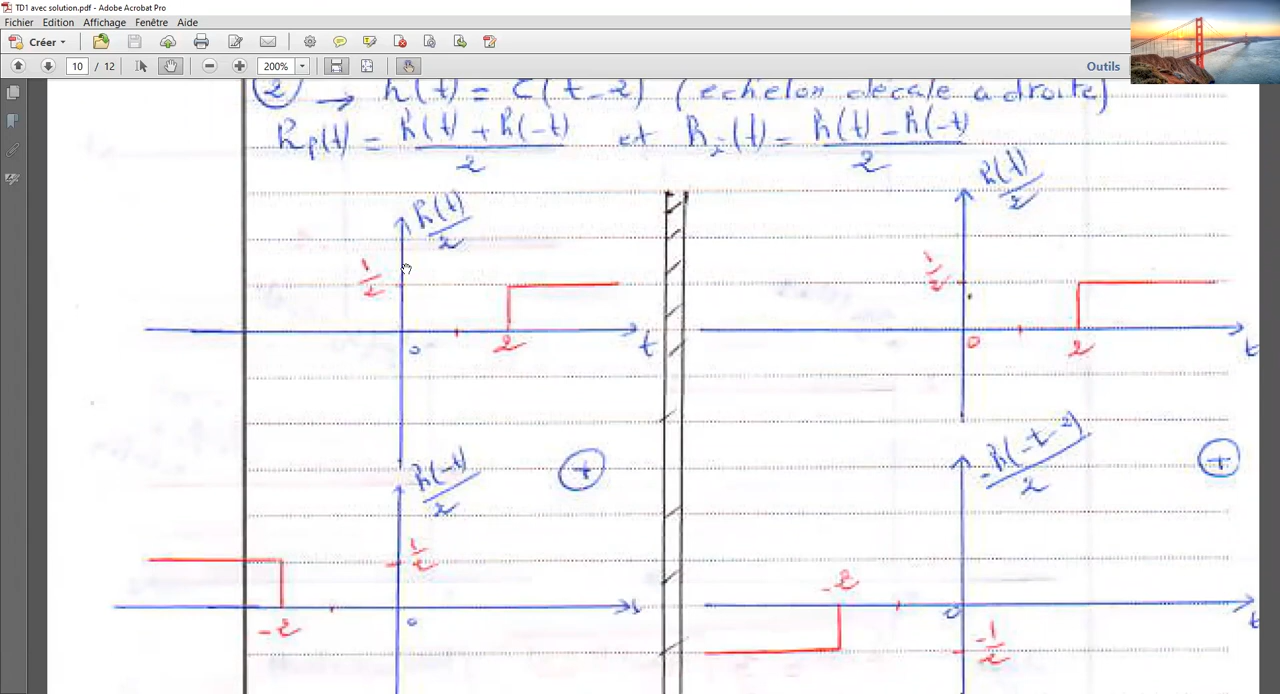 TD1 avec solution.pdf - Adobe Acrobat Pro
Fichier Edition Affichage Fenêtre Aide
Créer
10 / 12 200% Outils
② → h(t) = C(t-2) (échelon décalé a droite)
hp(t) = h(t) + h(-t) / 2 et hi(t) = h(t) - h(-t) / 2
h(t)/2
h(t)/2
1/2
1/2
0 2 t
0 2 t
h(-t)/2 +
-h(-t-2)/2 +
1/2
-2
-2 0 t
0 t
-1/2